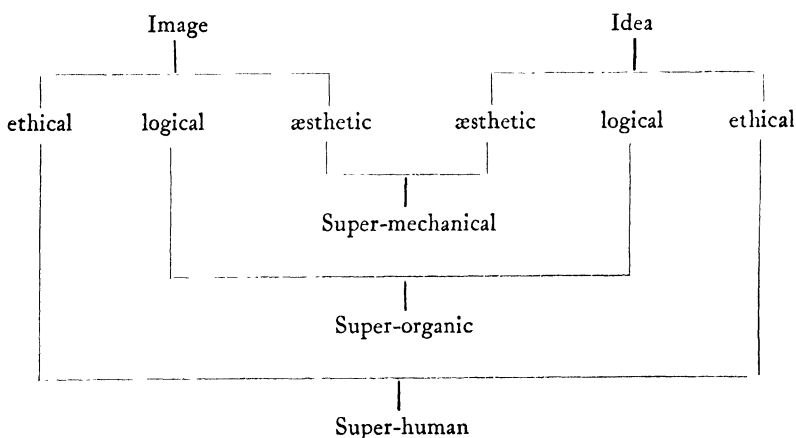 Image Idea
ethical logical æsthetic æsthetic logical ethical
Super-mechanical
Super-organic
Super-human